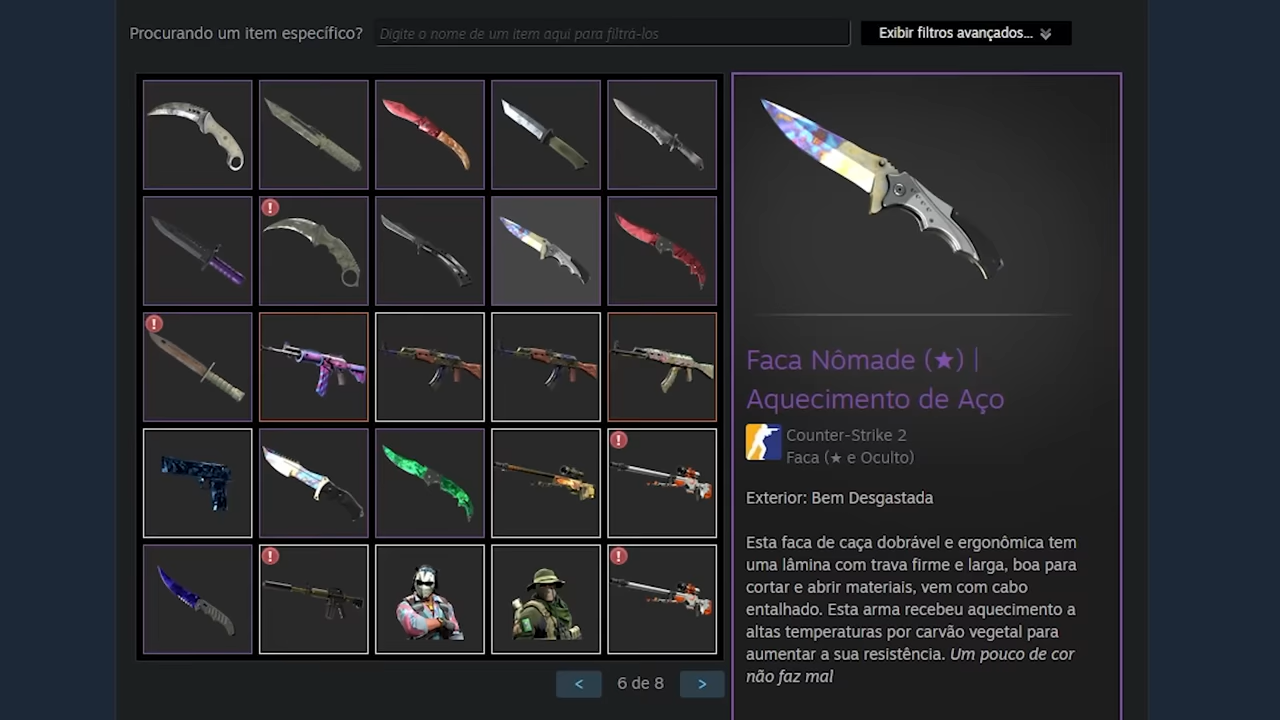 Procurando um item específico?
Digite o nome de um item aqui para filtrá-los
Exibir filtros avançados...
Faca Nômade (★) |
Aquecimento de Aço
Counter-Strike 2
Faca (★ e Oculto)
Exterior: Bem Desgastada
Esta faca de caça dobrável e ergonômica tem
uma lâmina com trava firme e larga, boa para
cortar e abrir materiais, vem com cabo
entalhado. Esta arma recebeu aquecimento a
altas temperaturas por carvão vegetal para
aumentar a sua resistência. Um pouco de cor
não faz mal
< 6 de 8 >